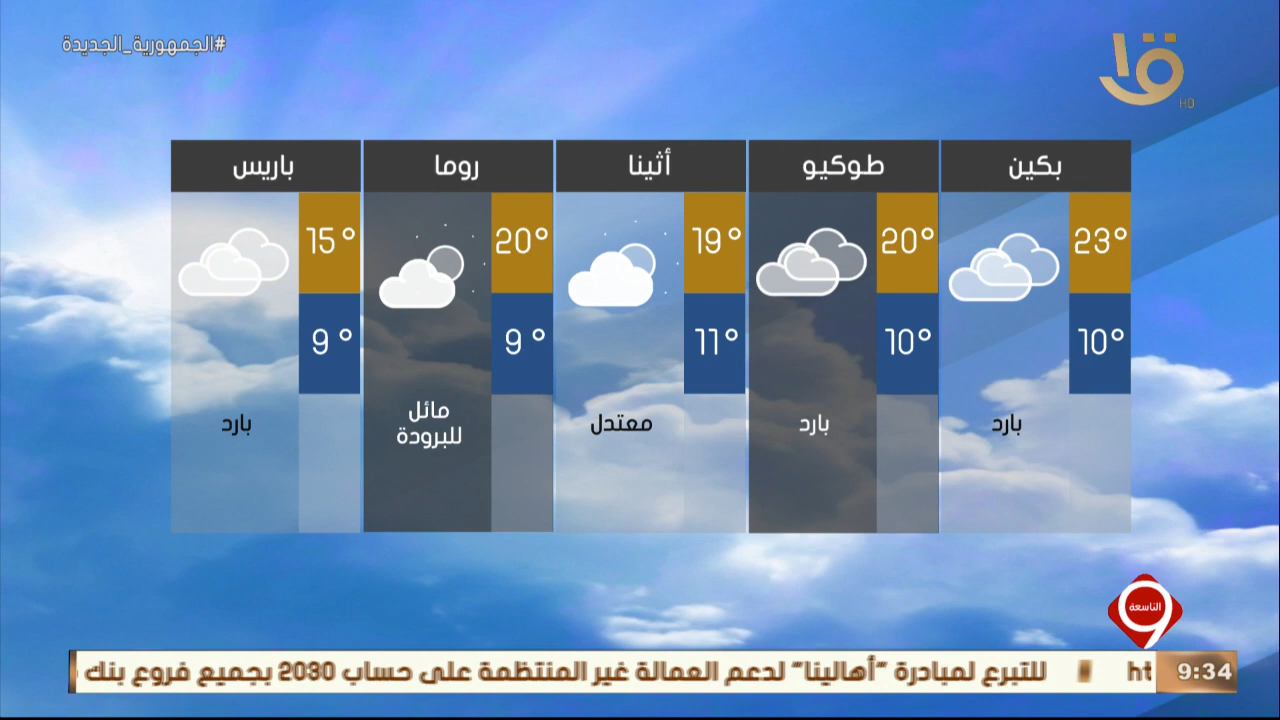 #الجمهورية_الجديدة
HD
بكين
23°
10°
بارد
طوكيو
20°
10°
بارد
أثينا
19°
11°
معتدل
روما
20°
9°
مائل
للبرودة
باريس
15°
9°
بارد
التاسعة
9
للتبرع لمبادرة "أهالينا" لدعم العمالة غير المنتظمة على حساب 2030 بجميع فروع بنك
9:34